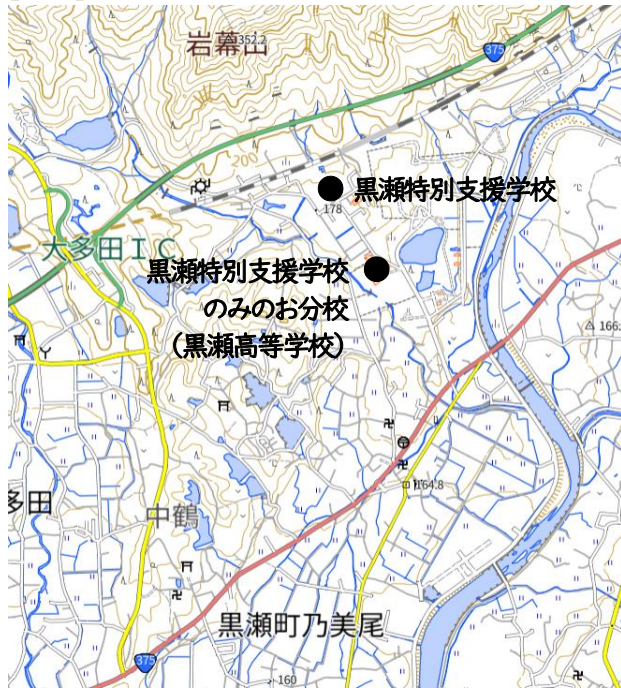 岩幕山
352.2
375
200
黒瀬特別支援学校
178
大多田IC
黒瀬特別支援学校
のみのお分校
（黒瀬高等学校）
166.
164.8
多田
中鶴
黒瀬町乃美尾
375
160